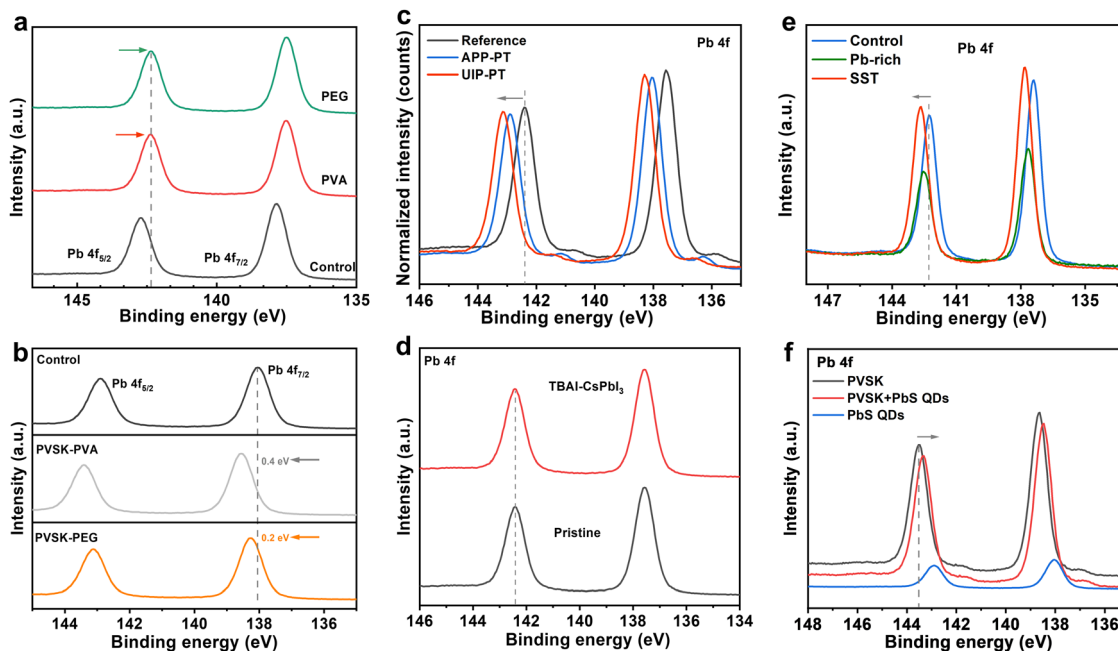 a
PEG
PVA
Pb 4f5/2
Pb 4f7/2
Control
Intensity (a.u.)
144 141 138 135
Binding energy (eV)
b
Control
Pb 4f5/2
Pb 4f7/2
PVSK-PVA
0.4 eV
PVSK-PEG
0.2 eV
Intensity (a.u.)
144 142 140 138 136
Binding energy (eV)
c
Reference
APP-PT
UIP-PT
Pb 4f
Normalized intensity (counts)
146 144 142 140 138 136
Binding energy (eV)
d
Pb 4f
TBAI-CsPbI3
Pristine
Intensity (a.u.)
146 144 142 140 138 136 134
Binding energy (eV)
e
Control
Pb-rich
SST
Pb 4f
Intensity (a.u.)
147 144 141 138 135
Binding energy (eV)
f
Pb 4f
PVSK
PVSK+PbS QDs
PbS QDs
Intensity (a.u.)
148 146 144 142 140 138 136
Binding energy (eV)